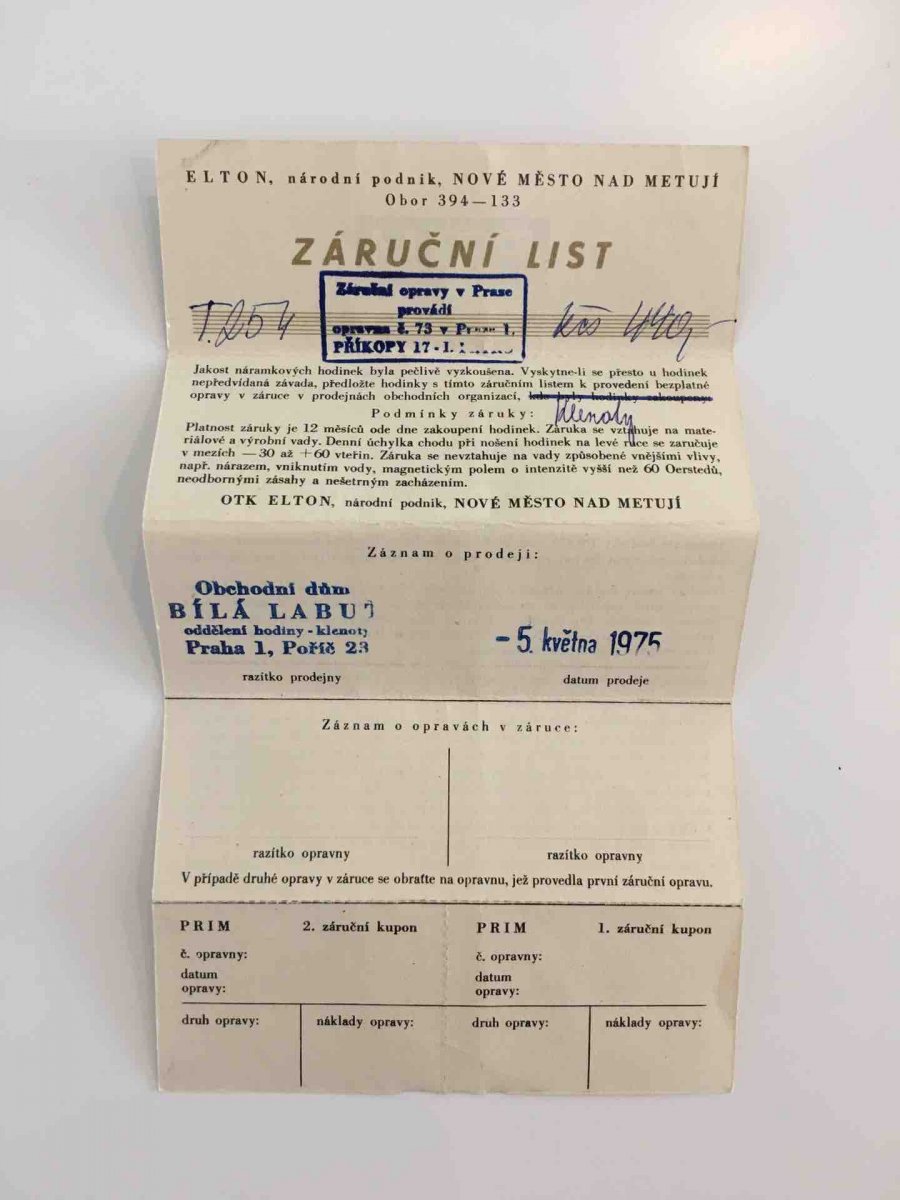 ELTON, národní podnik, NOVÉ MĚSTO NAD METUJÍ
Obor 394—133
ZÁRUČNÍ LIST
Záruční opravy v Praze
provádí
opravna č. 73 v Praze 1,
PŘÍKOPY 17 - I.
T. 254
Kčs 440,-
Jakost náramkových hodinek byla pečlivě vyzkoušena. Vyskytne-li se přesto u hodinek
nepředvídaná závada, předložte hodinky s tímto záručním listem k provedení bezplatné
opravy v záruce v prodejnách obchodních organizací, kde byly hodinky zakoupeny.
Klenoty
Podmínky záruky:
Platnost záruky je 12 měsíců ode dne zakoupení hodinek. Záruka se vztahuje na mate-
riálové a výrobní vady. Denní úchylka chodu při nošení hodinek na levé ruce se zaručuje
v mezích —30 až +60 vteřin. Záruka se nevztahuje na vady způsobené vnějšími vlivy,
např. nárazem, vniknutím vody, magnetickým polem o intenzitě vyšší než 60 Oerstedů,
neodbornými zásahy a nešetrným zacházením.
OTK ELTON, národní podnik, NOVÉ MĚSTO NAD METUJÍ
Záznam o prodeji:
Obchodní dům
BÍLÁ LABUŤ
oddělení hodiny - klenoty
Praha 1, Poříč 23
- 5. května 1975
razítko prodejny
datum prodeje
Záznam o opravách v záruce:
razítko opravny
razítko opravny
V případě druhé opravy v záruce se obraťte na opravnu, jež provedla první záruční opravu.
PRIM 2. záruční kupon
č. opravny:
datum
opravy:
druh opravy: náklady opravy:
PRIM 1. záruční kupon
č. opravny:
datum
opravy:
druh opravy: náklady opravy: